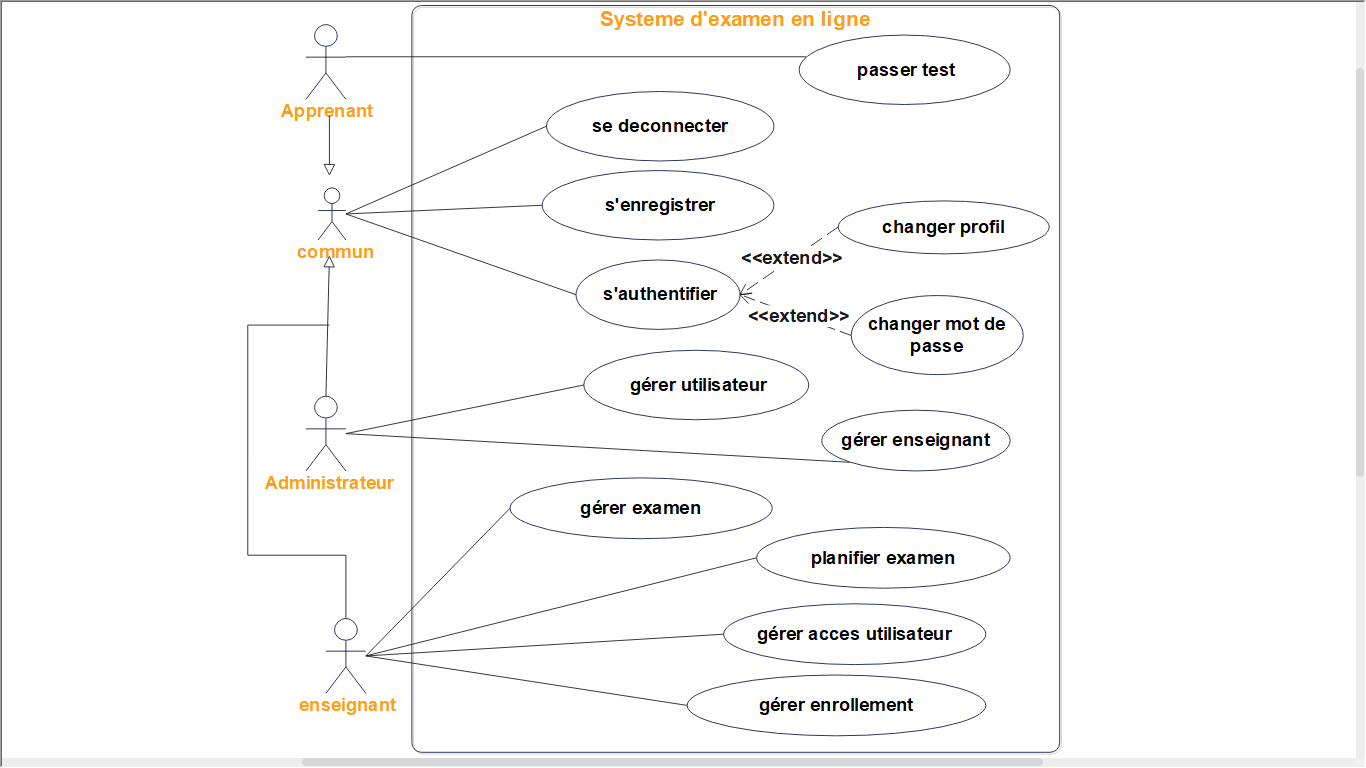 Systeme d'examen en ligne
passer test
Apprenant
se deconnecter
s'enregistrer
changer profil
commun
<<extend>>
s'authentifier
<<extend>>
changer mot de
passe
gérer utilisateur
gérer enseignant
Administrateur
gérer examen
planifier examen
gérer acces utilisateur
enseignant
gérer enrollement